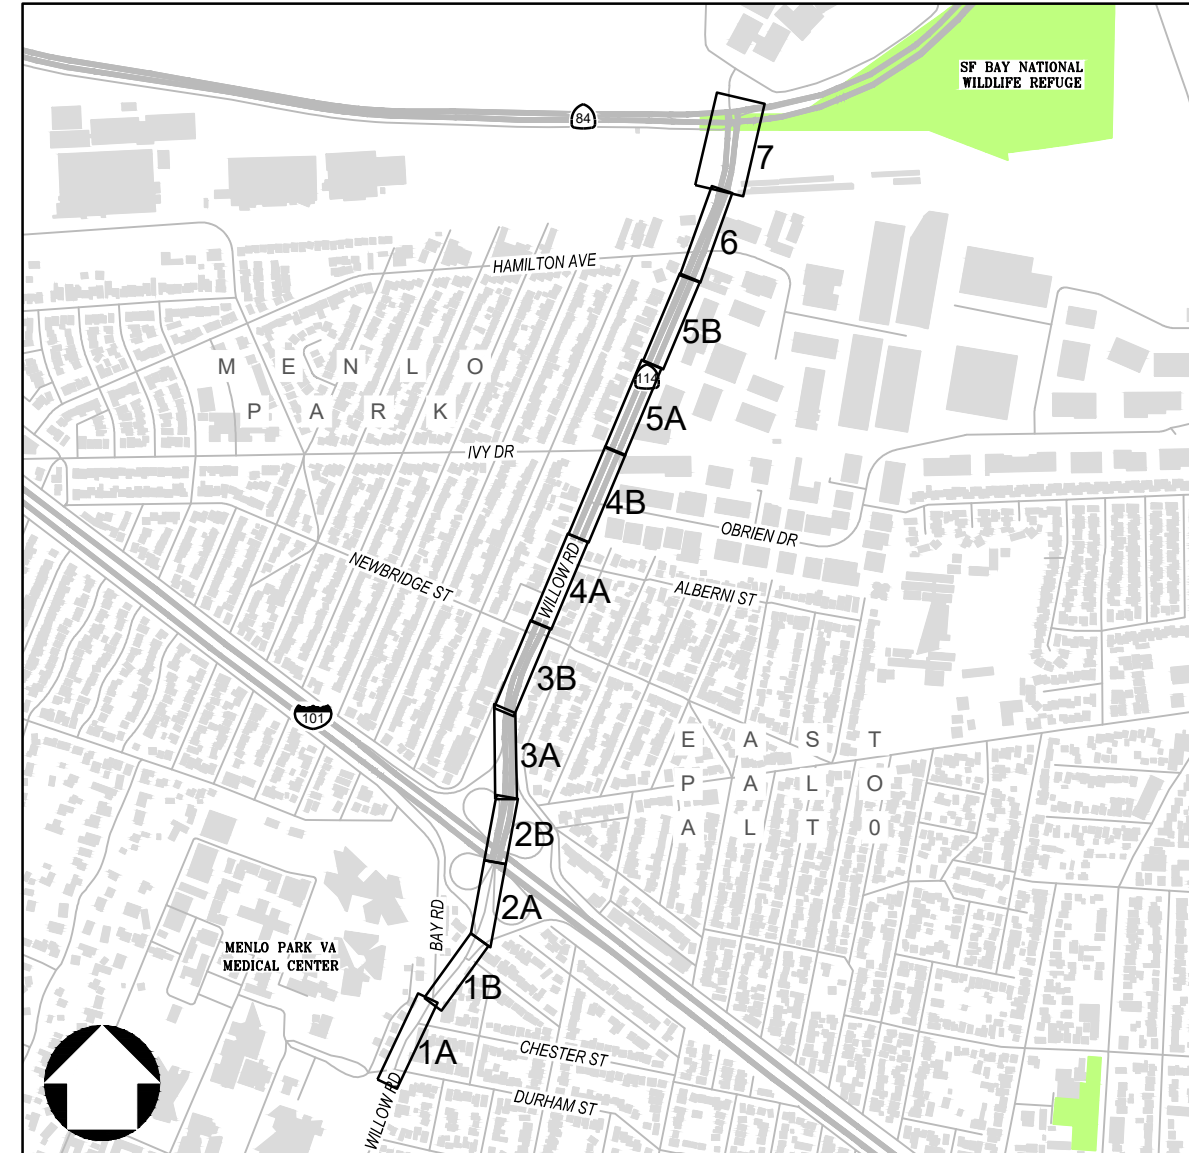 SF BAY NATIONAL
WILDLIFE REFUGE
84
7
6
HAMILTON AVE
5B
M E N L O
P A R K
114
5A
IVY DR
4B
OBRIEN DR
WILLOW RD
4A
NEWBRIDGE ST
ALBERNI ST
3B
101
3A
E A S T
P A L O
A L T 0
2B
2A
BAY RD
MENLO PARK VA
MEDICAL CENTER
1B
1A
CHESTER ST
DURHAM ST
WILLOW RD